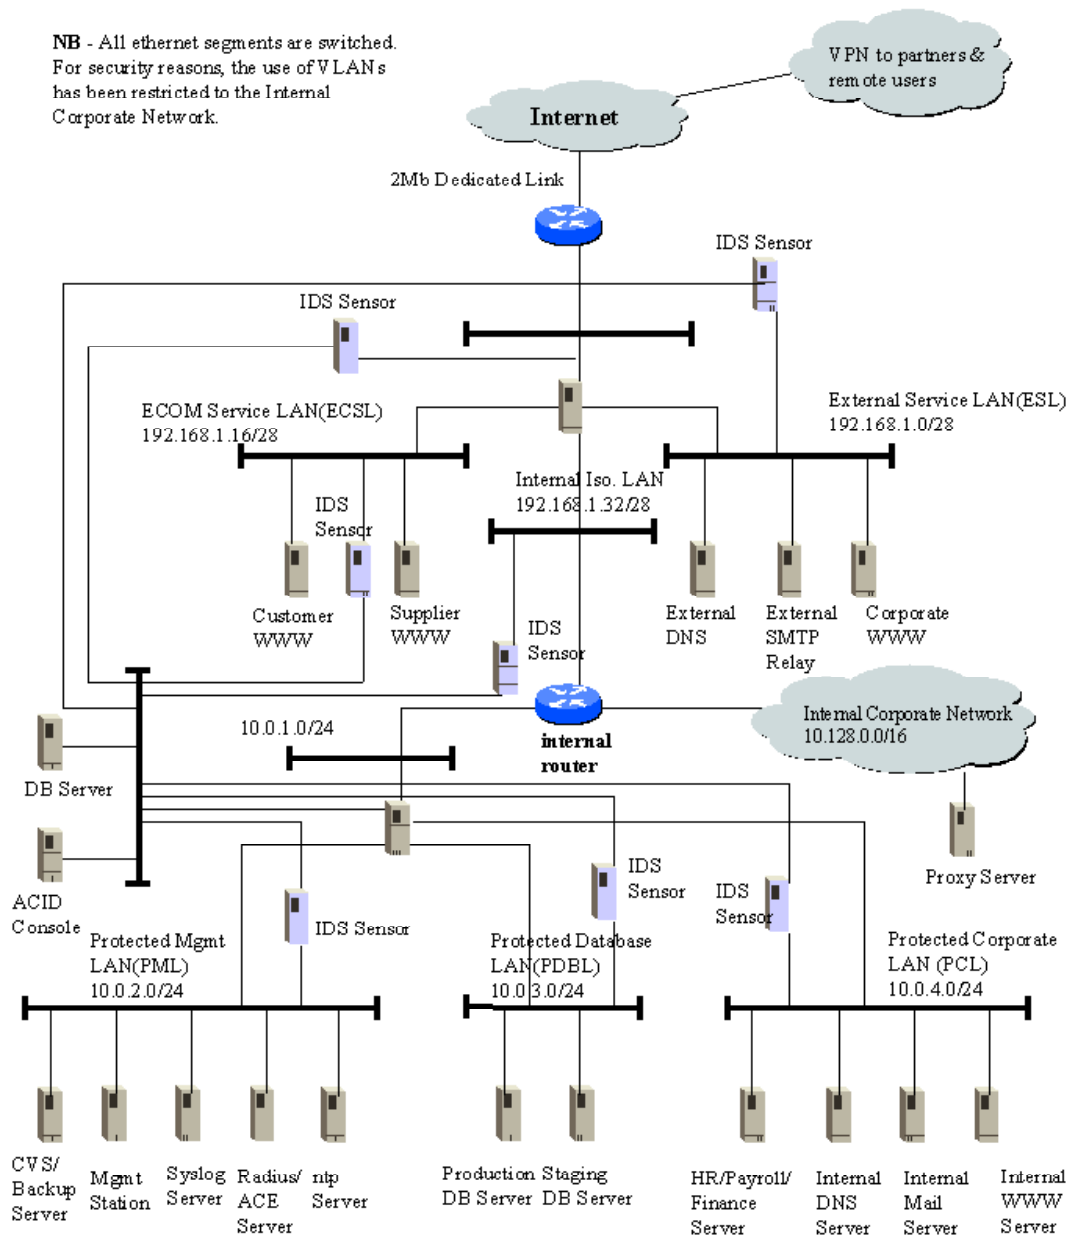 NB - All ethernet segments are switched.
For security reasons, the use of VLANs
has been restricted to the Internal
Corporate Network.
VPN to partners &
remote users
Internet
2Mb Dedicated Link
IDS Sensor
IDS Sensor
ECOM Service LAN(ECSL)
192.168.1.16/28
External Service LAN(ESL)
192.168.1.0/28
Internal Iso. LAN
192.168.1.32/28
IDS
Sensor
Customer
WWW
Supplier
WWW
IDS
Sensor
External
DNS
External
SMTP
Relay
Corporate
WWW
10.0.1.0/24
internal
router
Internal Corporate Network
10.128.0.0/16
DB Server
ACID
Console
Proxy Server
IDS Sensor
IDS
Sensor
IDS
Sensor
Protected Mgmt
LAN(PML)
10.0.2.0/24
Protected Database
LAN(PDBL)
10.0.3.0/24
Protected Corporate
LAN (PCL)
10.0.4.0/24
CVS/
Backup
Server
Mgmt
Station
Syslog
Server
Radius/
ACE
Server
ntp
Server
Production
DB Server
Staging
DB Server
HR/Payroll/
Finance
Server
Internal
DNS
Server
Internal
Mail
Server
Internal
WWW
Server